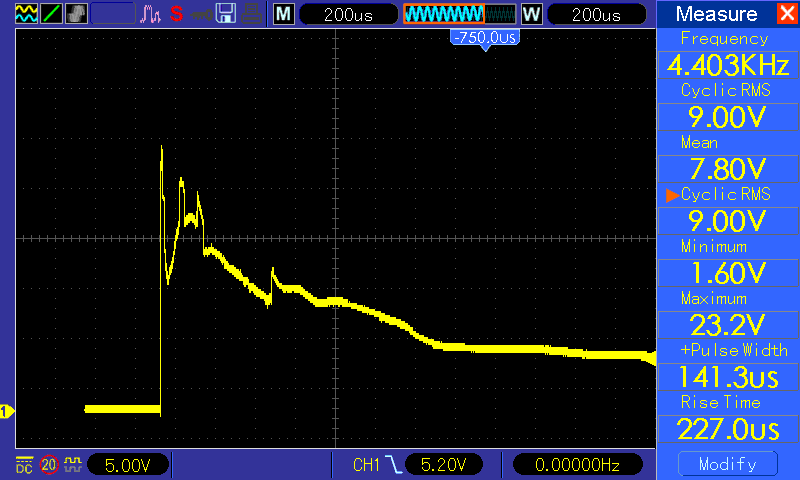 S M 200us W 200us Measure X
-750.0us
Frequency
4.403KHz
Cyclic RMS
9.00V
Mean
7.80V
Cyclic RMS
9.00V
Minimum
1.60V
Maximum
23.2V
+Pulse Width
141.3us
Rise Time
227.0us
Modify
1
DC 20 5.00V CH1 5.20V 0.00000Hz